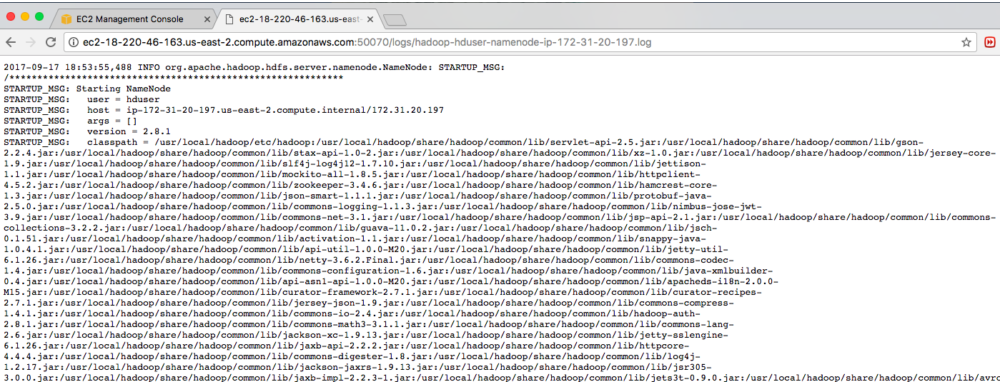 EC2 Management Console
ec2-18-220-46-163.us-east-
ec2-18-220-46-163.us-east-2.compute.amazonaws.com:50070/logs/hadoop-hduser-namenode-ip-172-31-20-197.log
2017-09-17 18:53:55,488 INFO org.apache.hadoop.hdfs.server.namenode.NameNode: STARTUP_MSG:
/************************************************************
STARTUP_MSG: Starting NameNode
STARTUP_MSG:   user = hduser
STARTUP_MSG:   host = ip-172-31-20-197.us-east-2.compute.internal/172.31.20.197
STARTUP_MSG:   args = []
STARTUP_MSG:   version = 2.8.1
STARTUP_MSG:   classpath = /usr/local/hadoop/etc/hadoop:/usr/local/hadoop/share/hadoop/common/lib/servlet-api-2.5.jar:/usr/local/hadoop/share/hadoop/common/lib/gson-
2.2.4.jar:/usr/local/hadoop/share/hadoop/common/lib/stax-api-1.0-2.jar:/usr/local/hadoop/share/hadoop/common/lib/xz-1.0.jar:/usr/local/hadoop/share/hadoop/common/lib/jersey-core-
1.9.jar:/usr/local/hadoop/share/hadoop/common/lib/slf4j-log4j12-1.7.10.jar:/usr/local/hadoop/share/hadoop/common/lib/jettison-
1.1.jar:/usr/local/hadoop/share/hadoop/common/lib/mockito-all-1.8.5.jar:/usr/local/hadoop/share/hadoop/common/lib/httpclient-
4.5.2.jar:/usr/local/hadoop/share/hadoop/common/lib/zookeeper-3.4.6.jar:/usr/local/hadoop/share/hadoop/common/lib/hamcrest-core-
1.3.jar:/usr/local/hadoop/share/hadoop/common/lib/json-smart-1.1.1.jar:/usr/local/hadoop/share/hadoop/common/lib/protobuf-java-
2.5.0.jar:/usr/local/hadoop/share/hadoop/common/lib/commons-logging-1.1.3.jar:/usr/local/hadoop/share/hadoop/common/lib/nimbus-jose-jwt-
3.9.jar:/usr/local/hadoop/share/hadoop/common/lib/commons-net-3.1.jar:/usr/local/hadoop/share/hadoop/common/lib/jsp-api-2.1.jar:/usr/local/hadoop/share/hadoop/common/lib/commons-
collections-3.2.2.jar:/usr/local/hadoop/share/hadoop/common/lib/guava-11.0.2.jar:/usr/local/hadoop/share/hadoop/common/lib/jsch-
0.1.51.jar:/usr/local/hadoop/share/hadoop/common/lib/activation-1.1.jar:/usr/local/hadoop/share/hadoop/common/lib/snappy-java-
1.0.4.1.jar:/usr/local/hadoop/share/hadoop/common/lib/api-util-1.0.0-M20.jar:/usr/local/hadoop/share/hadoop/common/lib/jetty-util-
6.1.26.jar:/usr/local/hadoop/share/hadoop/common/lib/netty-3.6.2.Final.jar:/usr/local/hadoop/share/hadoop/common/lib/commons-codec-
1.4.jar:/usr/local/hadoop/share/hadoop/common/lib/commons-configuration-1.6.jar:/usr/local/hadoop/share/hadoop/common/lib/java-xmlbuilder-
0.4.jar:/usr/local/hadoop/share/hadoop/common/lib/api-asn1-api-1.0.0-M20.jar:/usr/local/hadoop/share/hadoop/common/lib/apacheds-i18n-2.0.0-
M15.jar:/usr/local/hadoop/share/hadoop/common/lib/curator-framework-2.7.1.jar:/usr/local/hadoop/share/hadoop/common/lib/curator-recipes-
2.7.1.jar:/usr/local/hadoop/share/hadoop/common/lib/jersey-json-1.9.jar:/usr/local/hadoop/share/hadoop/common/lib/commons-compress-
1.4.1.jar:/usr/local/hadoop/share/hadoop/common/lib/commons-io-2.4.jar:/usr/local/hadoop/share/hadoop/common/lib/hadoop-auth-
2.8.1.jar:/usr/local/hadoop/share/hadoop/common/lib/commons-math3-3.1.1.jar:/usr/local/hadoop/share/hadoop/common/lib/commons-lang-
2.6.jar:/usr/local/hadoop/share/hadoop/common/lib/jackson-xc-1.9.13.jar:/usr/local/hadoop/share/hadoop/common/lib/jetty-sslengine-
6.1.26.jar:/usr/local/hadoop/share/hadoop/common/lib/jaxb-api-2.2.2.jar:/usr/local/hadoop/share/hadoop/common/lib/httpcore-
4.4.4.jar:/usr/local/hadoop/share/hadoop/common/lib/commons-digester-1.8.jar:/usr/local/hadoop/share/hadoop/common/lib/log4j-
1.2.17.jar:/usr/local/hadoop/share/hadoop/common/lib/jackson-jaxrs-1.9.13.jar:/usr/local/hadoop/share/hadoop/common/lib/jsr305-
3.0.0.jar:/usr/local/hadoop/share/hadoop/common/lib/jaxb-impl-2.2.3-1.jar:/usr/local/hadoop/share/hadoop/common/lib/jets3t-0.9.0.jar:/usr/local/hadoop/share/hadoop/common/lib/avro